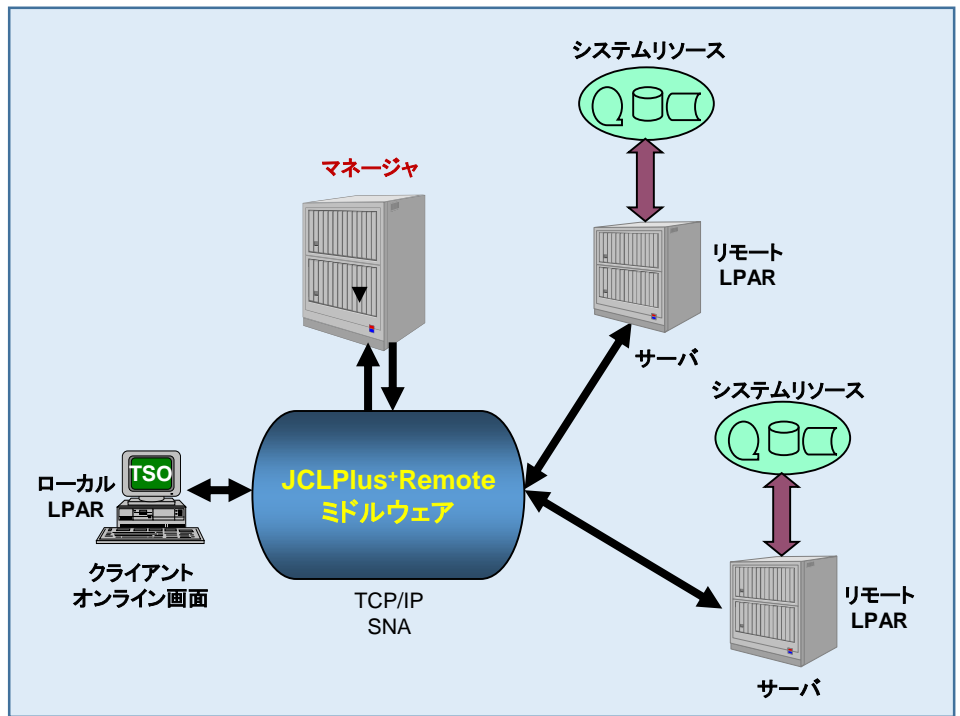 システムリソース
マネージャ
リモート
LPAR
サーバ
システムリソース
TSO
ローカル
LPAR
JCLPlus⁺Remote
ミドルウェア
クライアント
オンライン画面
TCP/IP
SNA
リモート
LPAR
サーバ